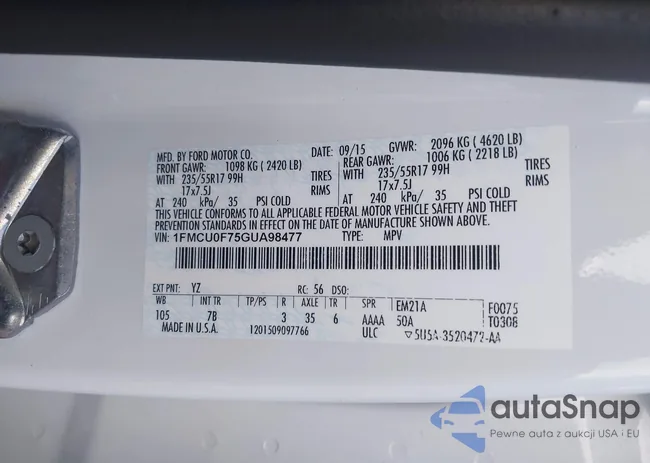 MFD. BY FORD MOTOR CO.
DATE: 09/15 GVWR: 2096 KG ( 4620 LB)
FRONT GAWR: 1098 KG ( 2420 LB)
REAR GAWR: 1006 KG ( 2218 LB)
WITH 235/55R17 99H TIRES
WITH 235/55R17 99H TIRES
17x7.5J RIMS
17x7.5J RIMS
AT 240 kPa/ 35 PSI COLD
AT 240 kPa/ 35 PSI COLD
THIS VEHICLE CONFORMS TO ALL APPLICABLE FEDERAL MOTOR VEHICLE SAFETY AND THEFT
PREVENTION STANDARDS IN EFFECT ON THE DATE OF MANUFACTURE SHOWN ABOVE.
VIN: 1FMCU0F75GUA98477 TYPE: MPV
EXT PNT: YZ RC: 56 DSO:
WB INT TR TP/PS R AXLE TR SPR EM21A F0075
105 7B 3 35 6 AAAA 50A T0308
MADE IN U.S.A. 1201509097766 ULC 5U5A-3520472-AA
autaSnap
Pewne auta z aukcji USA i EU